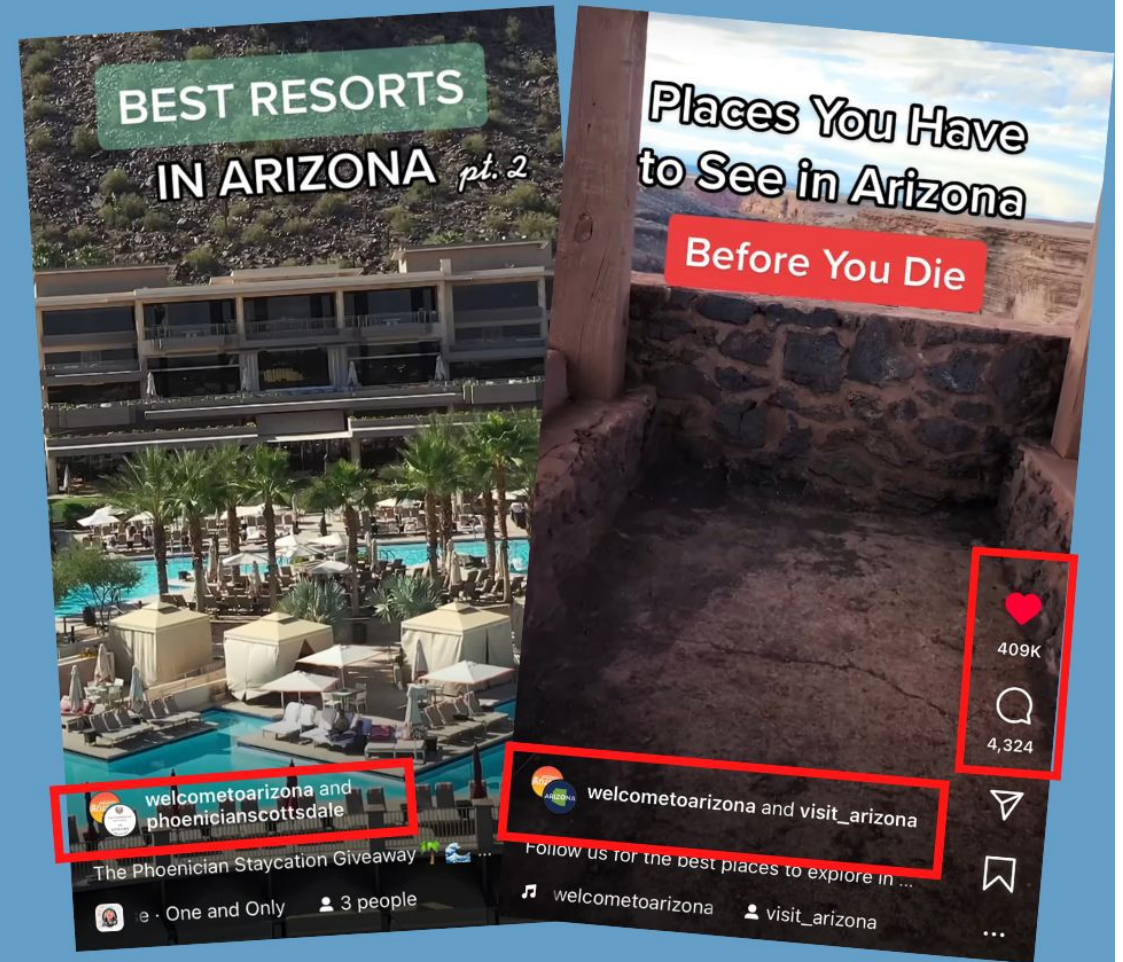 BEST RESORTS
IN ARIZONA pt. 2
welcometoarizona and
phoenicianscottsdale
The Phoenician Staycation Giveaway🌴🌊 ...
e · One and Only 3 people
Places You Have
to See in Arizona
Before You Die
409K
4,324
ARIZONA
welcometoarizona and visit_arizona
Follow us for the best places to explore in ...
welcometoarizona visit_arizona
...